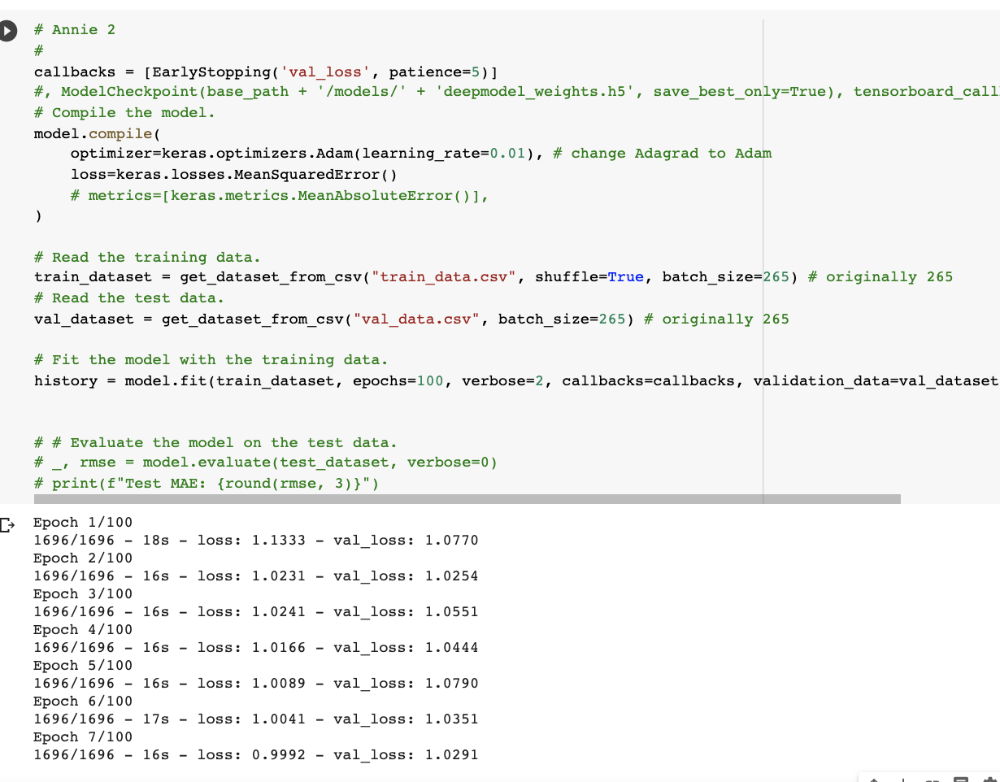 # Annie 2
#
callbacks = [EarlyStopping('val_loss', patience=5)]
#, ModelCheckpoint(base_path + '/models/' + 'deepmodel_weights.h5', save_best_only=True), tensorboard_call
# Compile the model.
model.compile(
    optimizer=keras.optimizers.Adam(learning_rate=0.01), # change Adagrad to Adam
    loss=keras.losses.MeanSquaredError()
    # metrics=[keras.metrics.MeanAbsoluteError()],
)
# Read the training data.
train_dataset = get_dataset_from_csv("train_data.csv", shuffle=True, batch_size=265) # originally 265
# Read the test data.
val_dataset = get_dataset_from_csv("val_data.csv", batch_size=265) # originally 265
# Fit the model with the training data.
history = model.fit(train_dataset, epochs=100, verbose=2, callbacks=callbacks, validation_data=val_dataset
# # Evaluate the model on the test data.
# _, rmse = model.evaluate(test_dataset, verbose=0)
# print(f"Test MAE: {round(rmse, 3)}")
Epoch 1/100
1696/1696 - 18s - loss: 1.1333 - val_loss: 1.0770
Epoch 2/100
1696/1696 - 16s - loss: 1.0231 - val_loss: 1.0254
Epoch 3/100
1696/1696 - 16s - loss: 1.0241 - val_loss: 1.0551
Epoch 4/100
1696/1696 - 16s - loss: 1.0166 - val_loss: 1.0444
Epoch 5/100
1696/1696 - 16s - loss: 1.0089 - val_loss: 1.0790
Epoch 6/100
1696/1696 - 17s - loss: 1.0041 - val_loss: 1.0351
Epoch 7/100
1696/1696 - 16s - loss: 0.9992 - val_loss: 1.0291